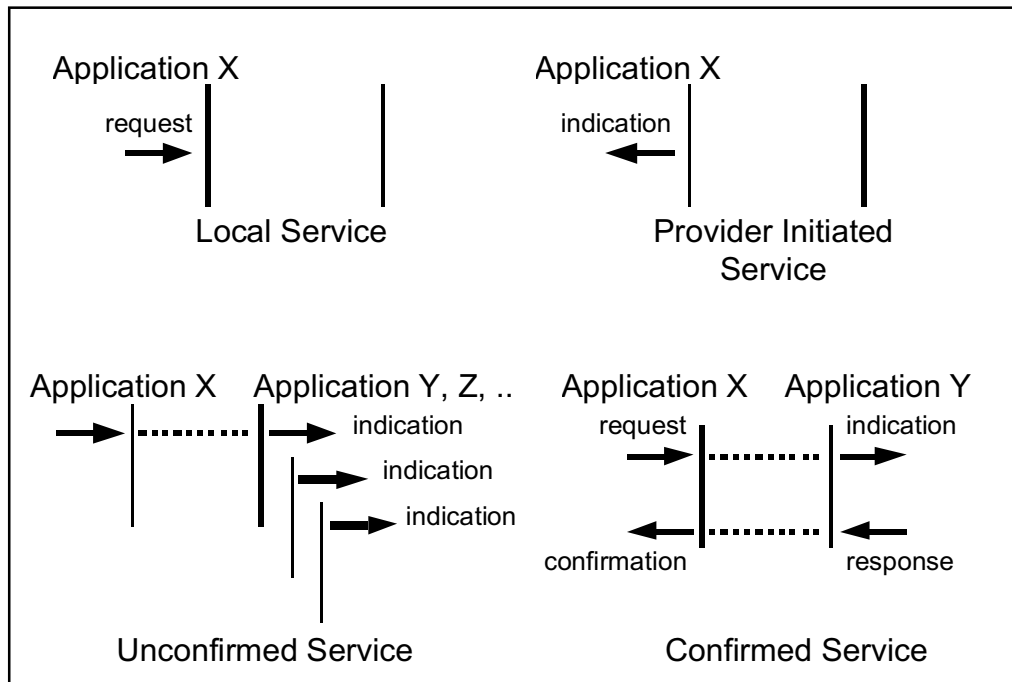 Application X
request
Local Service
Application X
indication
Provider Initiated
Service
Application X
Application Y, Z, ..
indication
indication
indication
Unconfirmed Service
Application X
Application Y
request
indication
confirmation
response
Confirmed Service